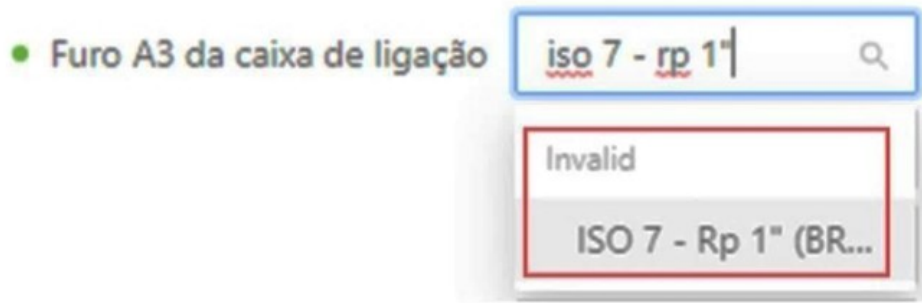 Furo A3 da caixa de ligação
iso 7 - rp 1"
Invalid
ISO 7 - Rp 1" (BR...